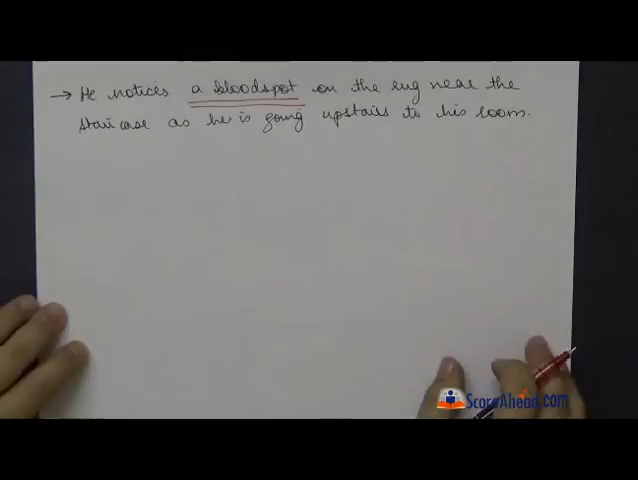 → He notices a bloodspot on the rug near the
staircase as he is going upstairs to his room.
ScoreAhead.com